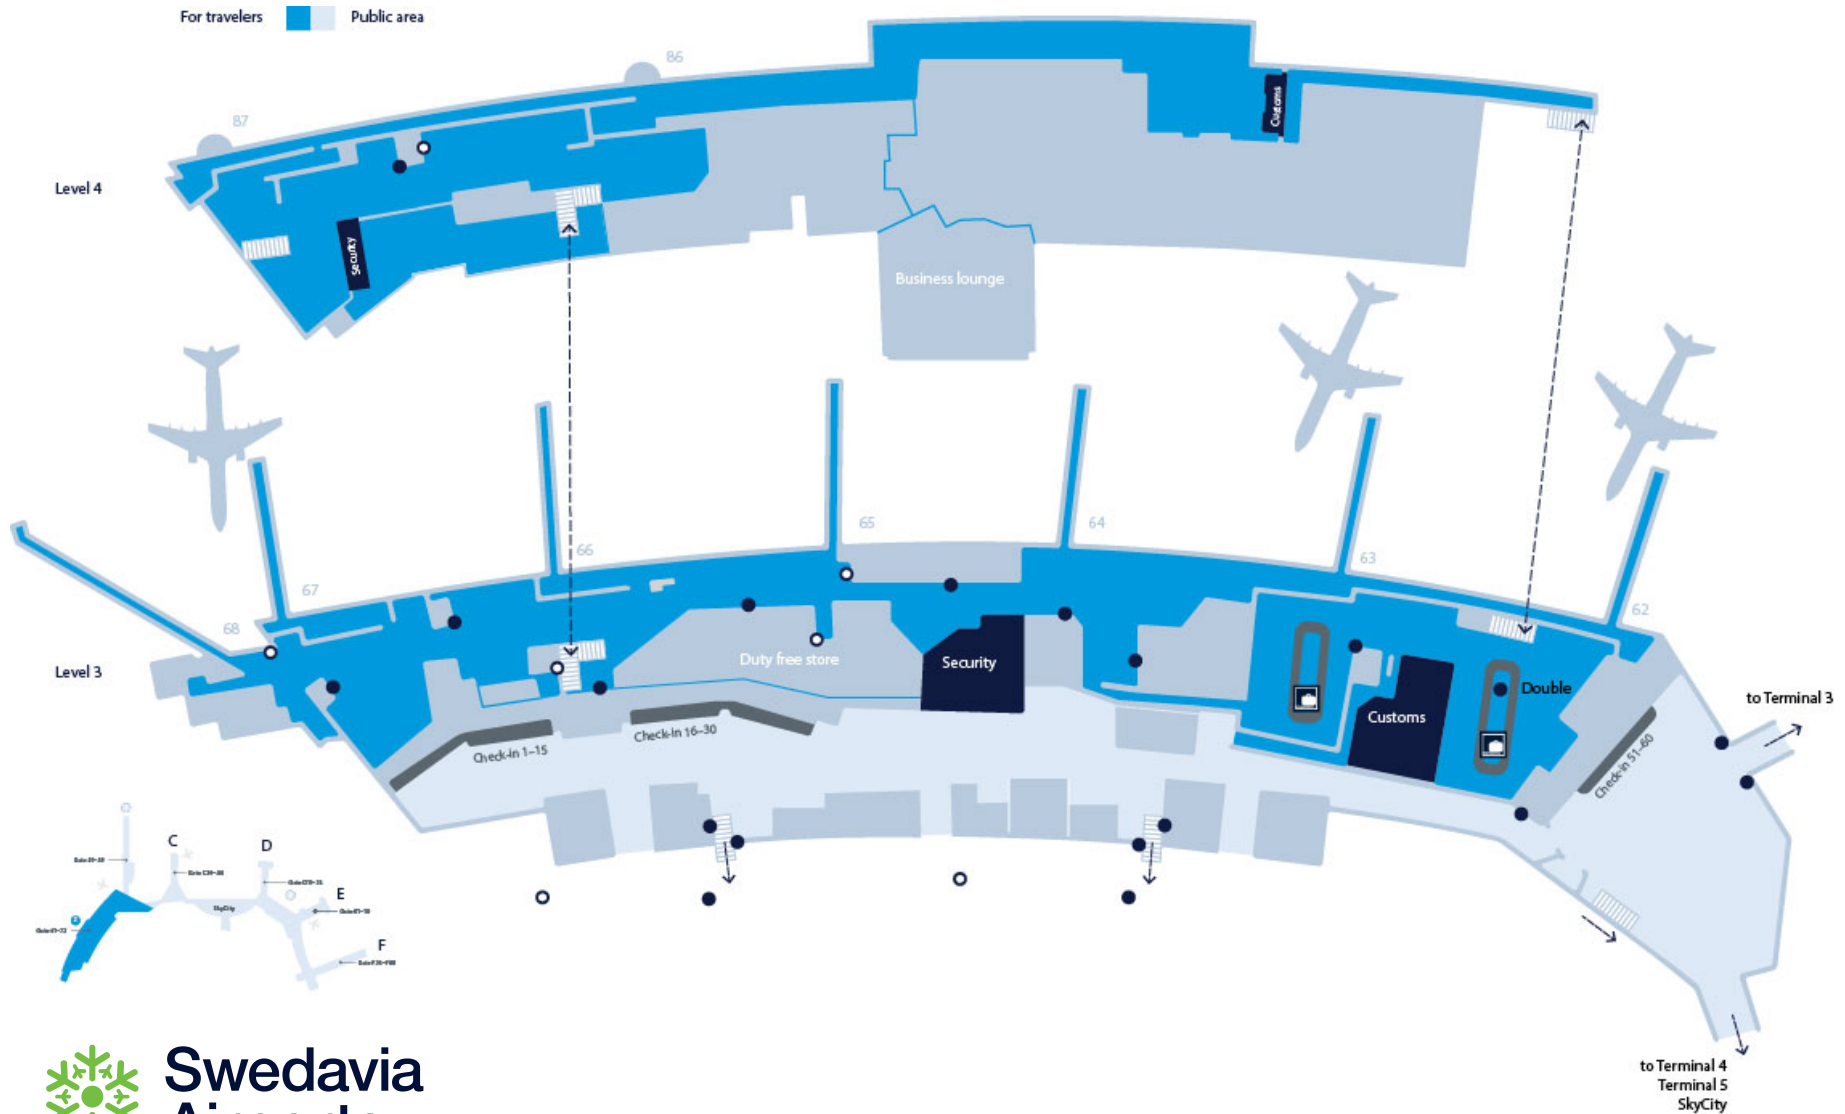 For travelers
Public area
86
87
Customs
Level 4
Security
Business lounge
65
64
66
63
67
62
68
Duty free store
Security
Level 3
Double
to Terminal 3
Customs
Check-in 16-30
Check-in 1-15
Check-in 51-60
C
D
E
SkyCity
F
Swedavia
to Terminal 4
Terminal 5
SkyCity